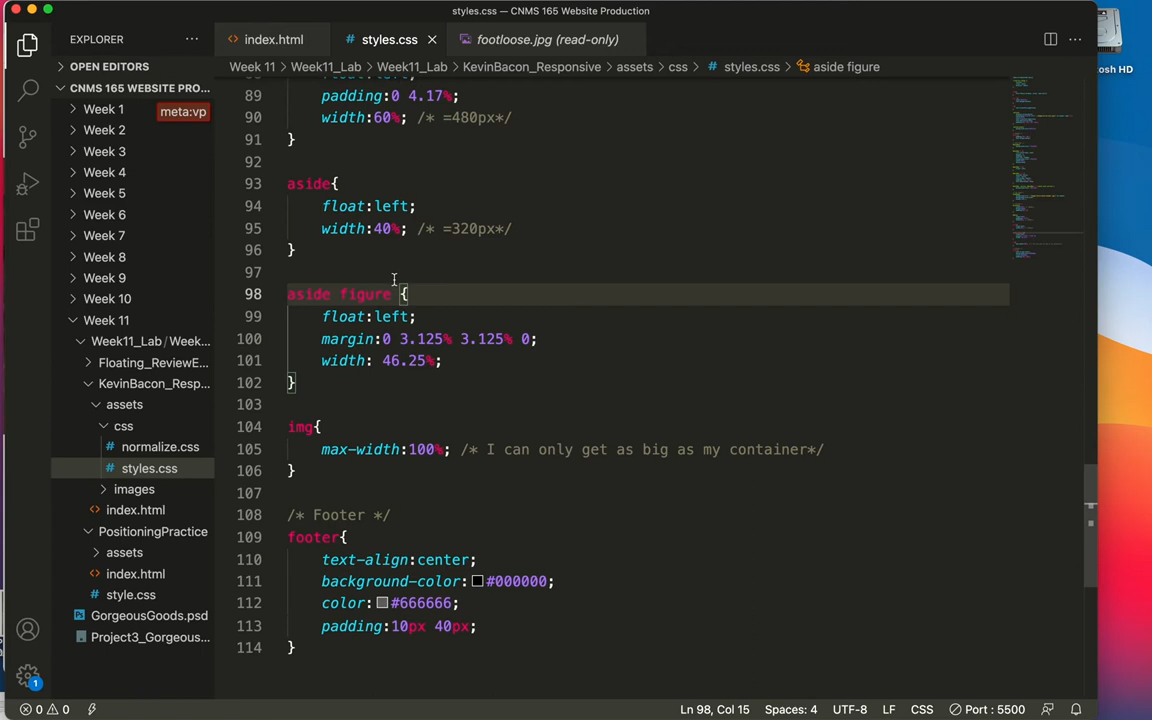 styles.css — CNMS 165 Website Production
osh HD
EXPLORER
index.html
styles.css
footloose.jpg (read-only)
Week 11 > Week11_Lab > Week11_Lab > KevinBacon_Responsive > assets > css > # styles.css > aside figure
OPEN EDITORS
CNMS 165 WEBSITE PRO...
Week 1
meta:vp
Week 2
Week 3
Week 4
Week 5
Week 6
Week 7
Week 8
Week 9
Week 10
Week 11
Week11_Lab / Week...
Floating_ReviewE...
KevinBacon_Resp...
assets
css
# normalize.css
# styles.css
images
index.html
PositioningPractice
assets
index.html
# style.css
GorgeousGoods.psd
Project3_Gorgeous...
89 padding:0 4.17%;
90 width:60%; /* =480px*/
91 }
92
93 aside{
94 float:left;
95 width:40%; /* =320px*/
96 }
97
98 aside figure {
99 float:left;
100 margin:0 3.125% 3.125% 0;
101 width: 46.25%;
102 }
103
104 img{
105 max-width:100%; /* I can only get as big as my container*/
106 }
107
108 /* Footer */
109 footer{
110 text-align:center;
111 background-color:#000000;
112 color:#666666;
113 padding:10px 40px;
114 }
1
0 0
Ln 98, Col 15 Spaces: 4 UTF-8 LF CSS Port : 5500